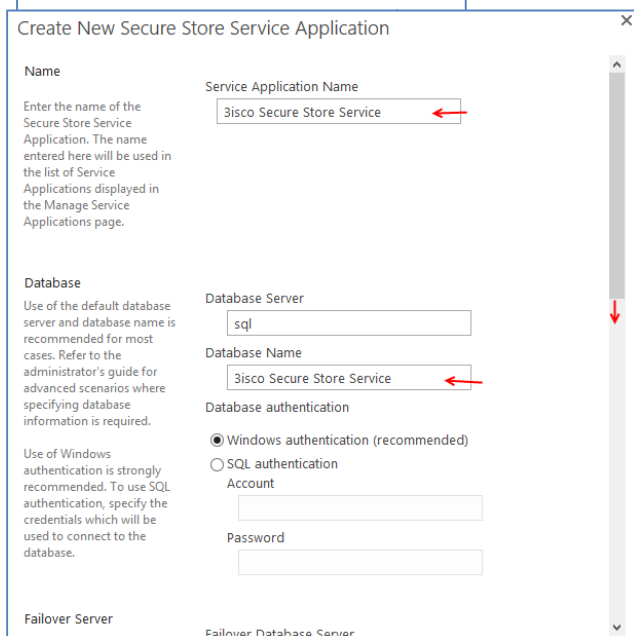 Create New Secure Store Service Application
Name
Enter the name of the
Secure Store Service
Application. The name
entered here will be used in
the list of Service
Applications displayed in
the Manage Service
Applications page.
Service Application Name
3isco Secure Store Service
Database
Use of the default database
server and database name is
recommended for most
cases. Refer to the
administrator's guide for
advanced scenarios where
specifying database
information is required.
Use of Windows
authentication is strongly
recommended. To use SQL
authentication, specify the
credentials which will be
used to connect to the
database.
Database Server
sql
Database Name
3isco Secure Store Service
Database authentication
Windows authentication (recommended)
SQL authentication
Account
Password
Failover Server
Failover Database Server